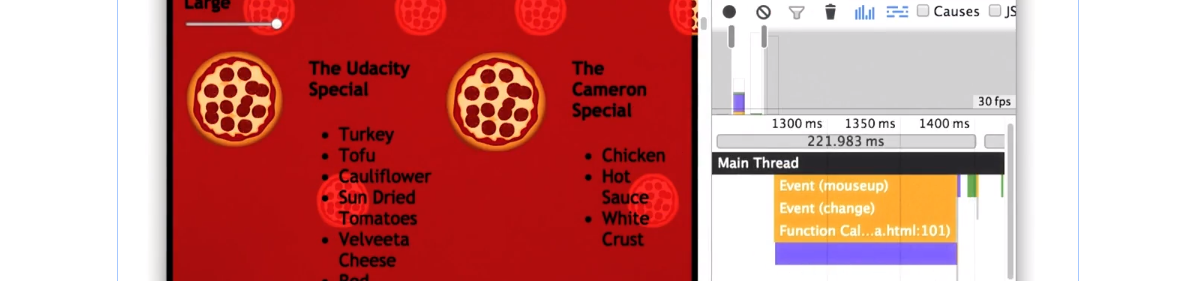 Large
The Udacity
Special
Turkey
Tofu
Cauliflower
Sun Dried
Tomatoes
Velveeta
Cheese
The
Cameron
Special
Chicken
Hot
Sauce
White
Crust
Causes
JS
30 fps
1300 ms 1350 ms 1400 ms
221.983 ms
Main Thread
Event (mouseup)
Event (change)
Function Cal...a.html:101)